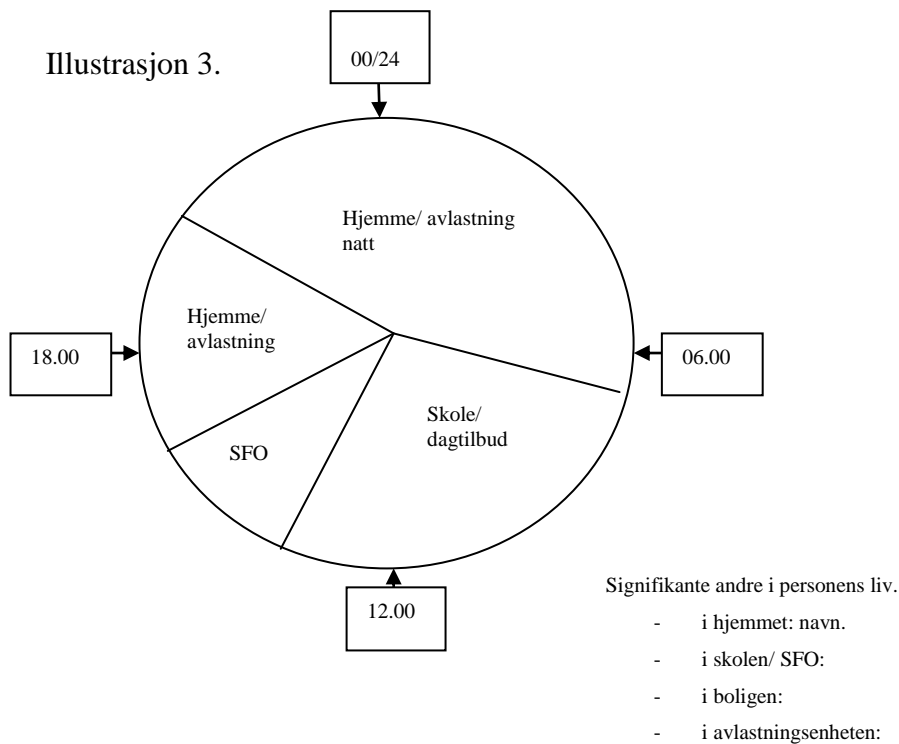 Illustrasjon 3.
00/24
Hjemme/ avlastning
natt
Hjemme/
avlastning
18.00
06.00
Skole/
dagtilbud
SFO
12.00
Signifikante andre i personens liv.
- i hjemmet: navn.
- i skolen/ SFO:
- i boligen:
- i avlastningsenheten: